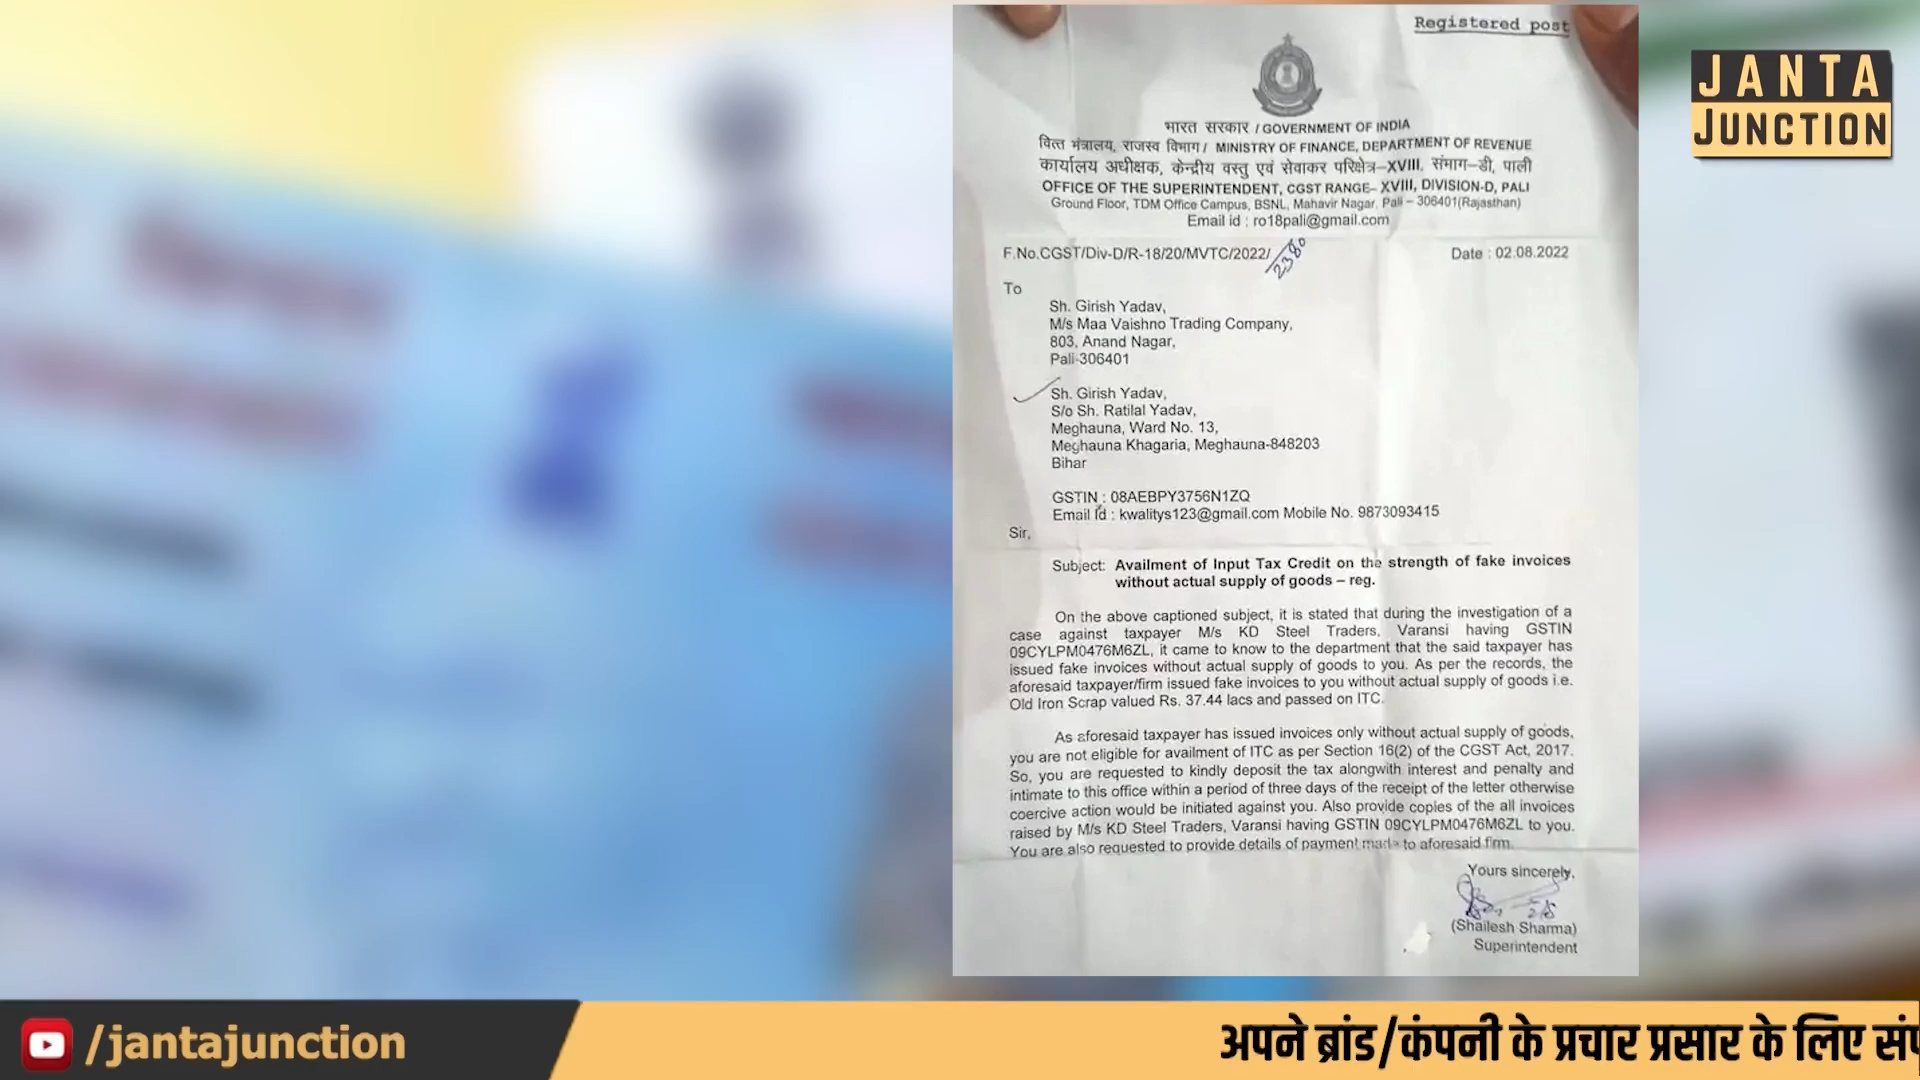 Registered post
भारत सरकार / GOVERNMENT OF INDIA
वित्त मंत्रालय, राजस्व विभाग / MINISTRY OF FINANCE, DEPARTMENT OF REVENUE
कार्यालय अधीक्षक, केन्द्रीय वस्तु एवं सेवाकर परिक्षेत्र–XVIII, संभाग–डी, पाली
OFFICE OF THE SUPERINTENDENT, CGST RANGE– XVIII, DIVISION-D, PALI
Ground Floor, TDM Office Campus, BSNL, Mahavir Nagar, Pali – 306401(Rajasthan)
Email id : ro18pali@gmail.com
F.No.CGST/Div-D/R-18/20/MVTC/2022/ 2380
Date : 02.08.2022
To
Sh. Girish Yadav,
M/s Maa Vaishno Trading Company,
803, Anand Nagar,
Pali-306401
Sh. Girish Yadav,
S/o Sh. Ratilal Yadav,
Meghauna, Ward No. 13,
Meghauna Khagaria, Meghauna-848203
Bihar
GSTIN : 08AEBPY3756N1ZQ
Email Id : kwalitys123@gmail.com Mobile No. 9873093415
Sir,
Subject: Availment of Input Tax Credit on the strength of fake invoices
without actual supply of goods – reg.
On the above captioned subject, it is stated that during the investigation of a
case against taxpayer M/s KD Steel Traders, Varansi having GSTIN
09CYLPM0476M6ZL, it came to know to the department that the said taxpayer has
issued fake invoices without actual supply of goods to you. As per the records, the
aforesaid taxpayer/firm issued fake invoices to you without actual supply of goods i.e.
Old Iron Scrap valued Rs. 37.44 lacs and passed on ITC.
As aforesaid taxpayer has issued invoices only without actual supply of goods,
you are not eligible for availment of ITC as per Section 16(2) of the CGST Act, 2017.
So, you are requested to kindly deposit the tax alongwith interest and penalty and
intimate to this office within a period of three days of the receipt of the letter otherwise
coercive action would be initiated against you. Also provide copies of the all invoices
raised by M/s KD Steel Traders, Varansi having GSTIN 09CYLPM0476M6ZL to you.
You are also requested to provide details of payment made to aforesaid firm.
Yours sincerely,
(Shailesh Sharma)
Superintendent
JANTA
JUNCTION
/jantajunction
अपने ब्रांड/कंपनी के प्रचार प्रसार के लिए